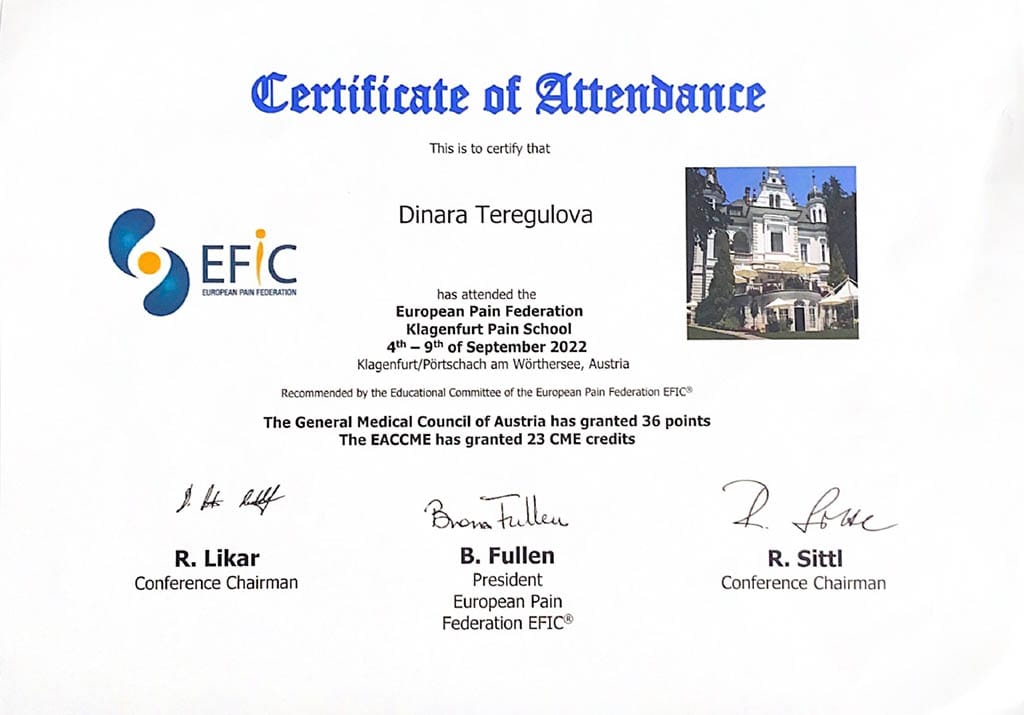 Certificate of Attendance
This is to certify that
Dinara Teregulova
EFiC
EUROPEAN PAIN FEDERATION
has attended the
European Pain Federation
Klagenfurt Pain School
4th – 9th of September 2022
Klagenfurt/Pörtschach am Wörthersee, Austria
Recommended by the Educational Committee of the European Pain Federation EFIC®
The General Medical Council of Austria has granted 36 points
The EACCME has granted 23 CME credits
Brona Fullen
R. Likar
Conference Chairman
B. Fullen
President
European Pain
Federation EFIC®
R. Sittl
Conference Chairman